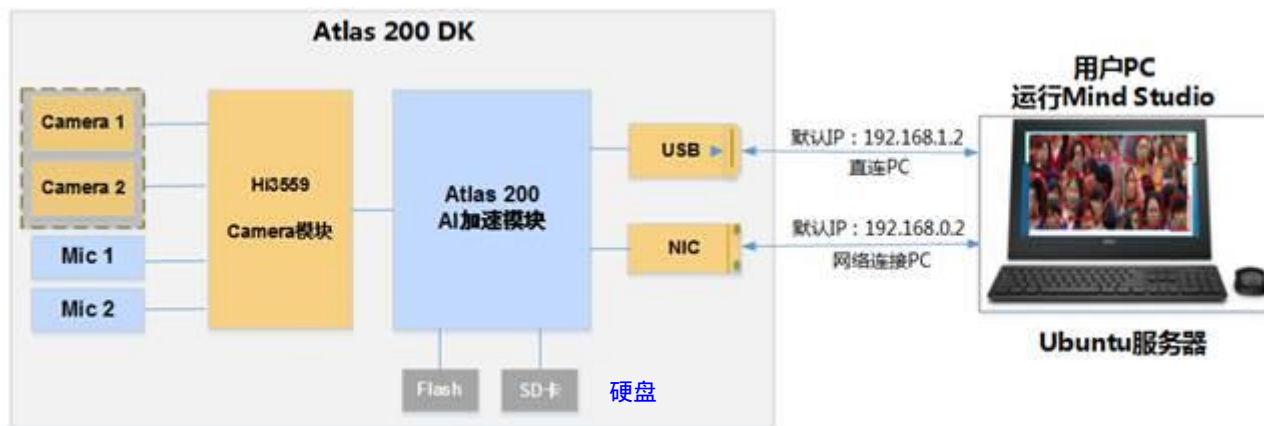 Atlas 200 DK
Camera 1
Camera 2
Mic 1
Mic 2
Hi3559
Camera模块
Atlas 200
AI加速模块
USB
NIC
Flash
SD卡
硬盘
默认IP：192.168.1.2
直连PC
默认IP：192.168.0.2
网络连接PC
用户PC
运行Mind Studio
Ubuntu服务器